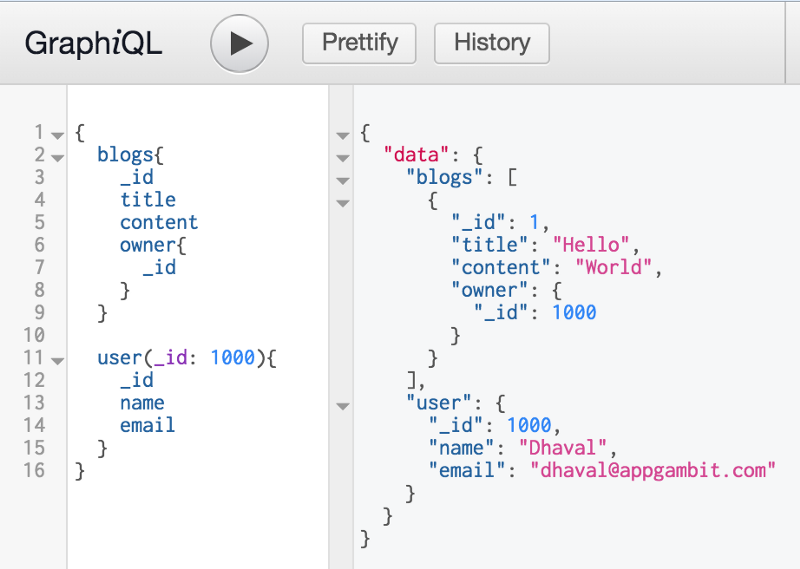 GraphiQL Prettify History
1 {
2 blogs{
3 _id
4 title
5 content
6 owner{
7 _id
8 }
9 }
10
11 user(_id: 1000){
12 _id
13 name
14 email
15 }
16 }
{
"data": {
"blogs": [
{
"_id": 1,
"title": "Hello",
"content": "World",
"owner": {
"_id": 1000
}
}
],
"user": {
"_id": 1000,
"name": "Dhaval",
"email": "dhaval@appgambit.com"
}
}
}